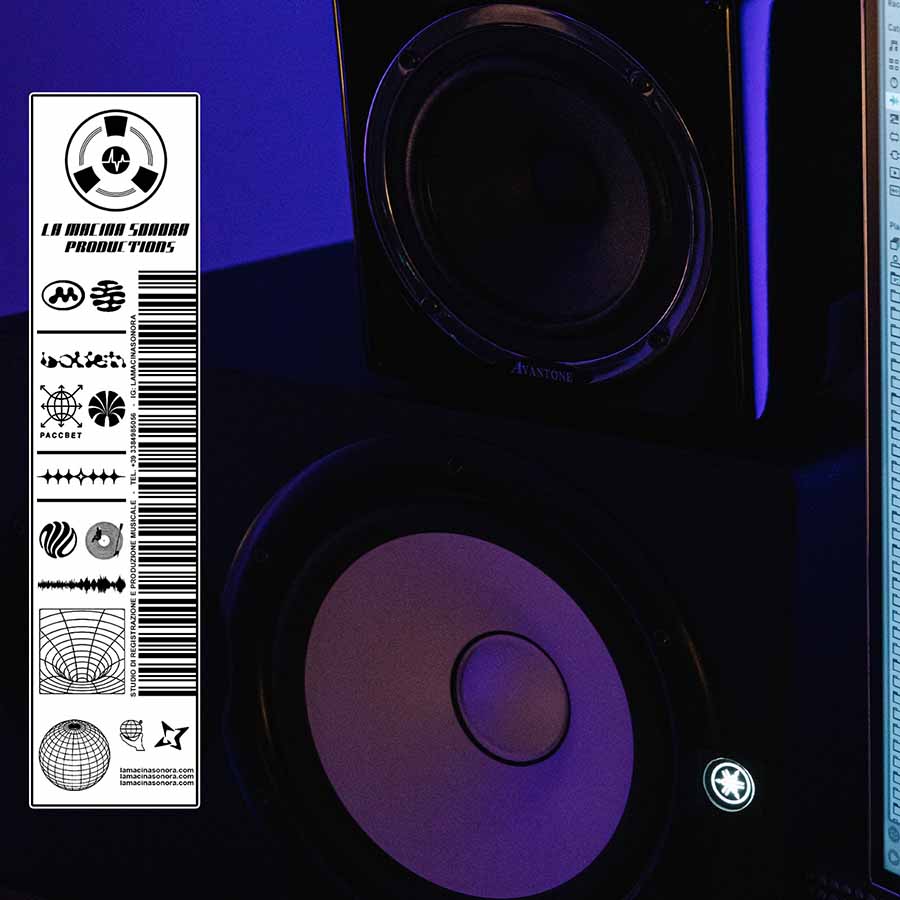 LA MACINA SONORA
PRODUCTIONS
STUDIO DI REGISTRAZIONE E PRODUZIONE MUSICALE - TEL. +39 3384985056 - IG: LAMACINASONORA
PACCBET
lamacinasonora.com
lamacinasonora.com
lamacinasonora.com
AVANTONE